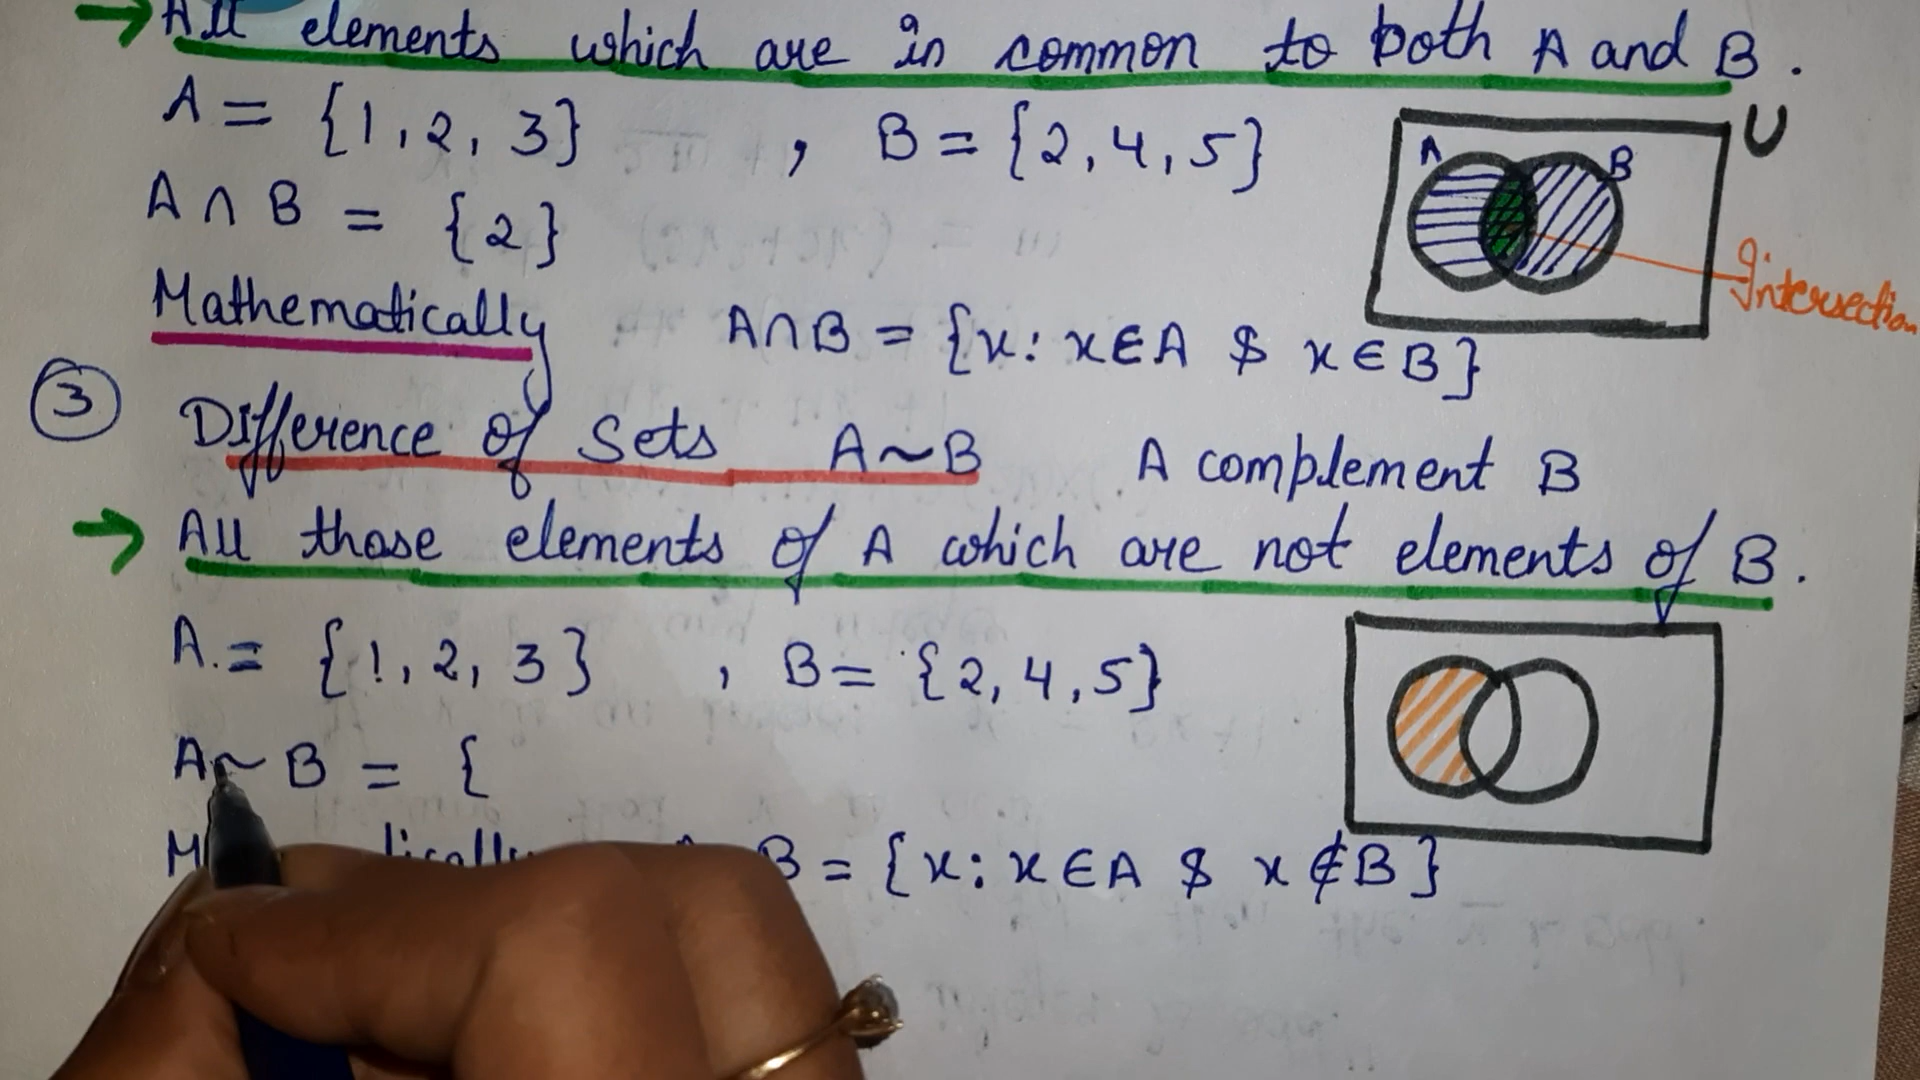 → All elements which are in common to both A and B.
A = {1, 2, 3} , B = {2, 4, 5}
U
A B
A ∩ B = {2}
Intersection
Mathematically A∩B = {x: x∈A $ x∈B}
③ Difference of Sets A~B A complement B
→ All those elements of A which are not elements of B.
A. = {1, 2, 3} , B = {2, 4, 5}
A~B = {
B = {x: x∈A $ x∉B}